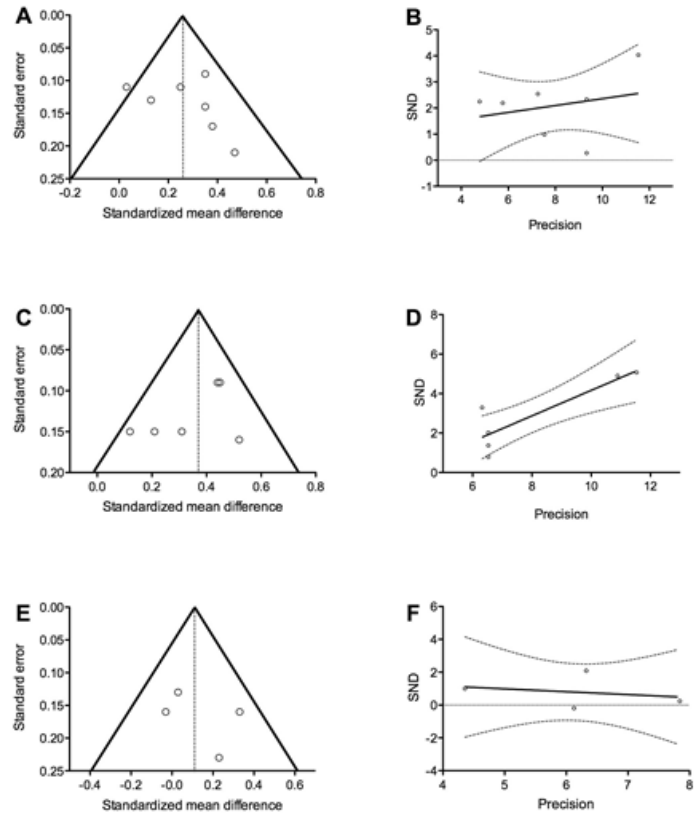 A
0.00
0.05
0.10
0.15
0.20
0.25
Standard error
-0.2 0.0 0.2 0.4 0.6 0.8
Standardized mean difference
B
5
4
3
2
1
0
-1
SND
4 6 8 10 12
Precision
C
0.00
0.05
0.10
0.15
0.20
Standard error
-0.0 0.2 0.4 0.6 0.8
Standardized mean difference
D
8
6
4
2
0
SND
6 8 10 12
Precision
E
0.00
0.05
0.10
0.15
0.20
0.25
Standard error
-0.4 -0.2 -0.0 0.2 0.4 0.6
Standardized mean difference
F
6
4
2
0
-2
-4
SND
4 5 6 7 8
Precision